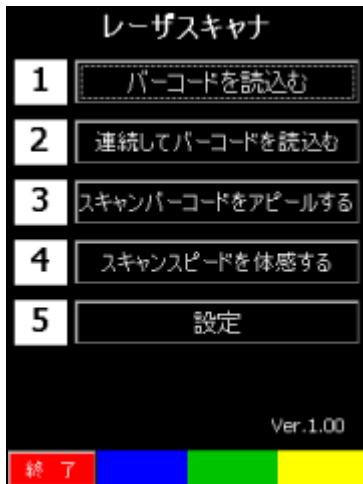 レーザスキャナ
1 バーコードを読込む
2 連続してバーコードを読込む
3 スキャンバーコードをアピールする
4 スキャンスピードを体感する
5 設定
Ver.1.00
終 了